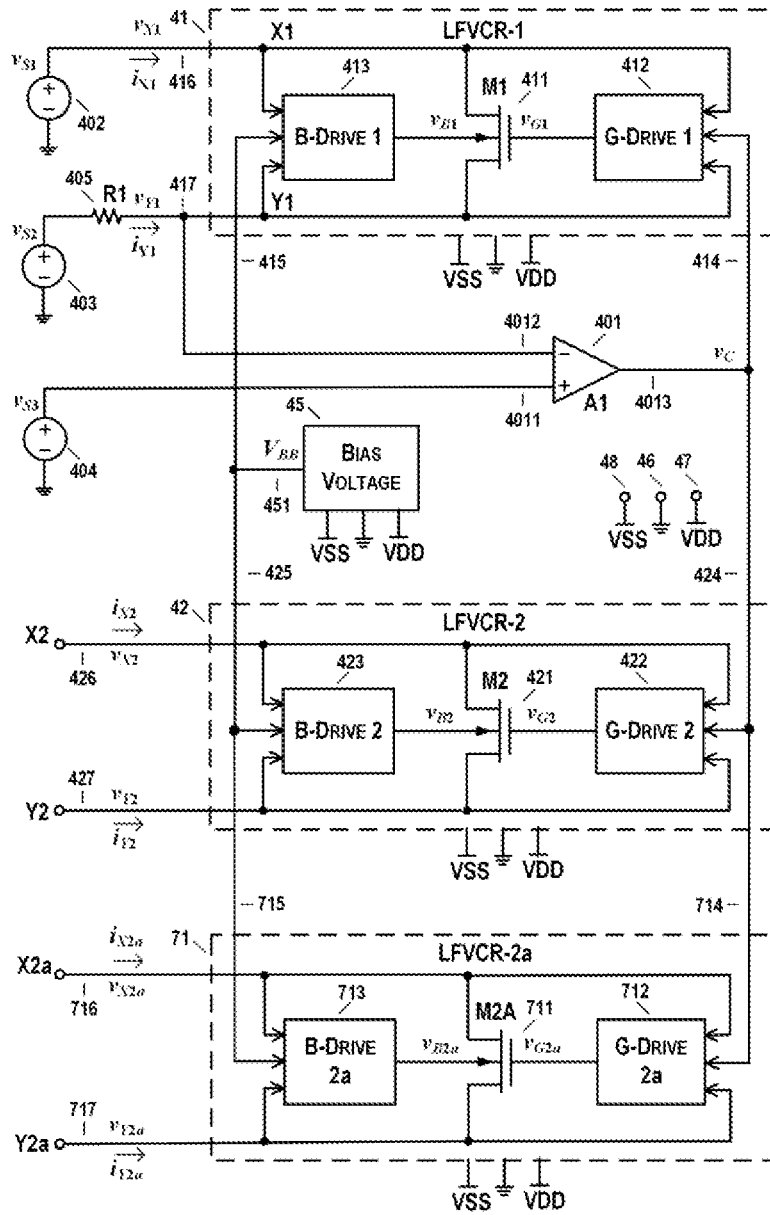 vX1 41 X1 LFVCR-1
vS1 iX1 416 413 M1 411 412
402 B-DRIVE 1 vB1 vG1 G-DRIVE 1
405 R1 vY1 417 Y1
vS2 iY1 415 VSS VDD 414
403
4012 401 vC
vS3 4011 A1 4013
404 45 VBB BIAS VOLTAGE 48 46 47
451 VSS VDD VSS VDD
425 424
iX2 42 LFVCR-2
X2 vX2
426 423 M2 421 422
B-DRIVE 2 vB2 vG2 G-DRIVE 2
427 vY2
Y2 iY2
VSS VDD
715 714
iX2a 71 LFVCR-2a
X2a vX2a
716 713 M2A 711 712
B-DRIVE 2a vB2a vG2a G-DRIVE 2a
717 vY2a
Y2a iY2a
VSS VDD